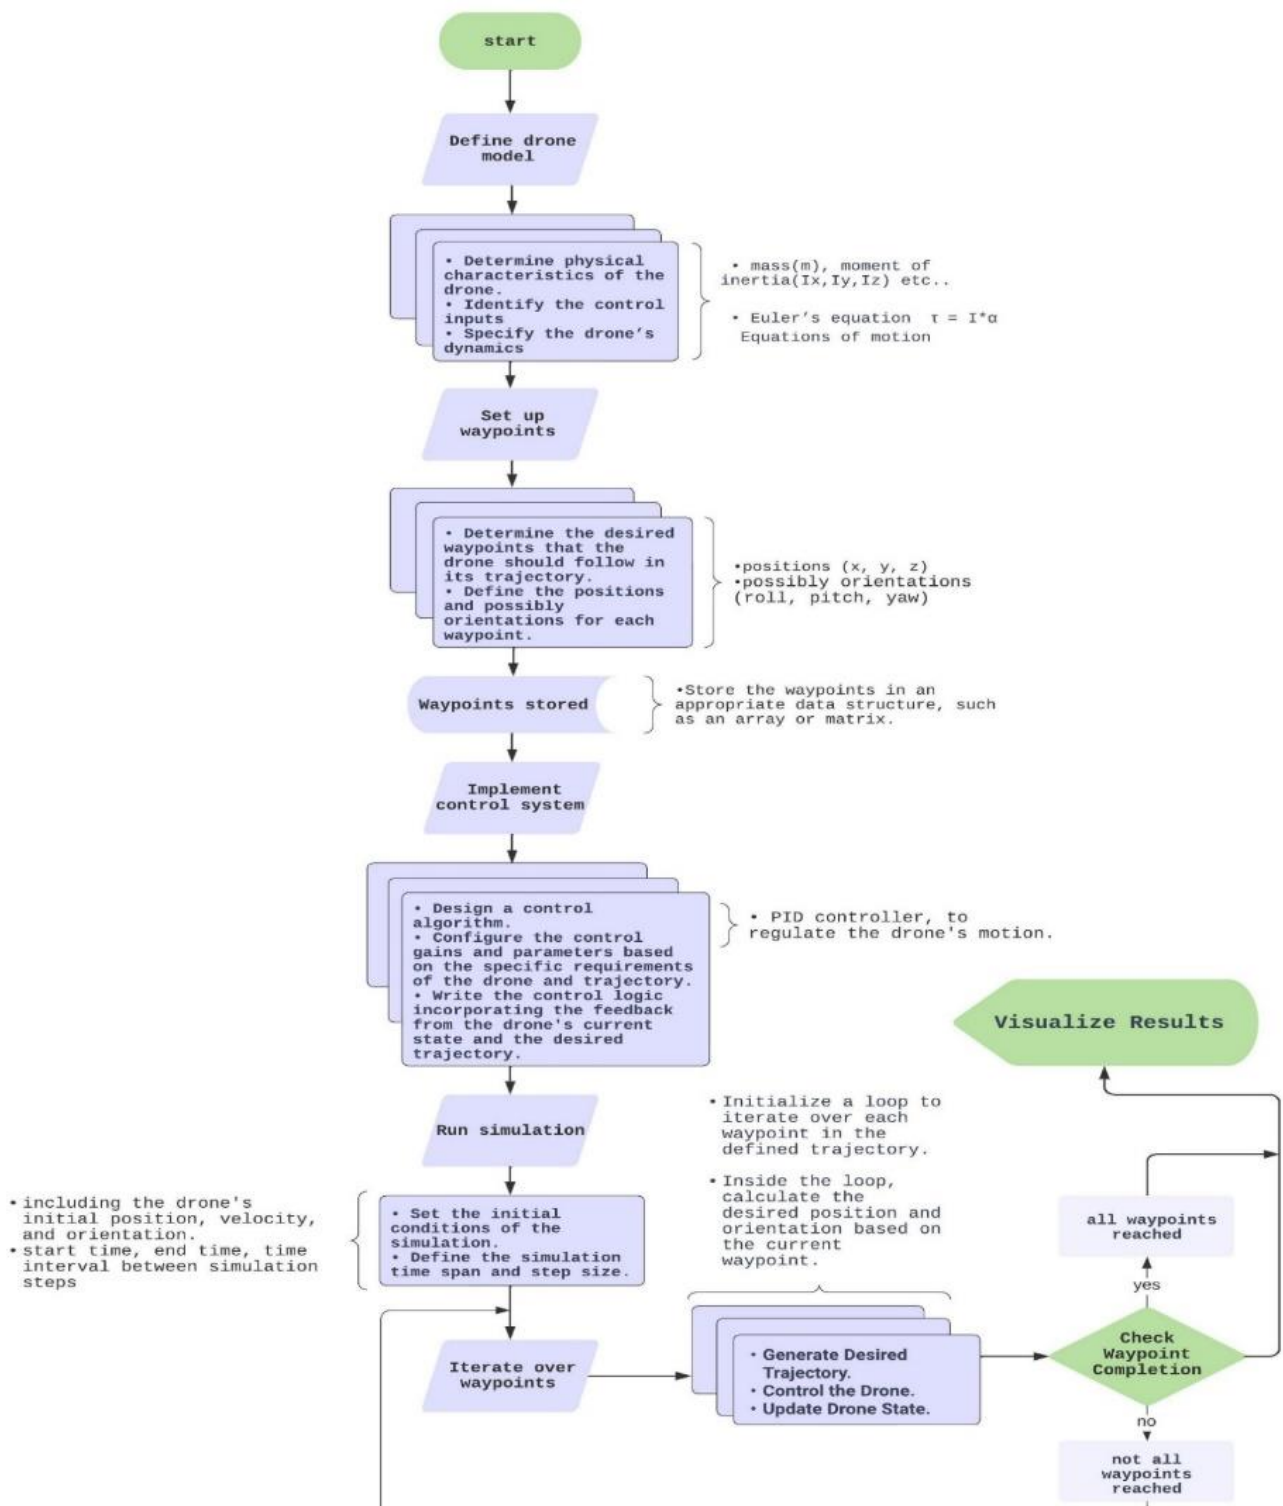 start
Define drone
model
• Determine physical
characteristics of the
drone.
• Identify the control
inputs
• Specify the drone's
dynamics
• mass(m), moment of
inertia(Ix,Iy,Iz) etc..
• Euler's equation τ = I*α
Equations of motion
Set up
waypoints
• Determine the desired
waypoints that the
drone should follow in
its trajectory.
• Define the positions
and possibly
orientations for each
waypoint.
•positions (x, y, z)
•possibly orientations
(roll, pitch, yaw)
Waypoints stored
•Store the waypoints in an
appropriate data structure, such
as an array or matrix.
Implement
control system
• Design a control
algorithm.
• Configure the control
gains and parameters based
on the specific requirements
of the drone and trajectory.
• Write the control logic
incorporating the feedback
from the drone's current
state and the desired
trajectory.
• PID controller, to
regulate the drone's motion.
Run simulation
• including the drone's
initial position, velocity,
and orientation.
• start time, end time, time
interval between simulation
steps
• Set the initial
conditions of the
simulation.
• Define the simulation
time span and step size.
Iterate over
waypoints
• Initialize a loop to
iterate over each
waypoint in the
defined trajectory.
• Inside the loop,
calculate the
desired position and
orientation based on
the current
waypoint.
• Generate Desired
Trajectory.
• Control the Drone.
• Update Drone State.
Check
Waypoint
Completion
yes
all waypoints
reached
Visualize Results
no
not all
waypoints
reached